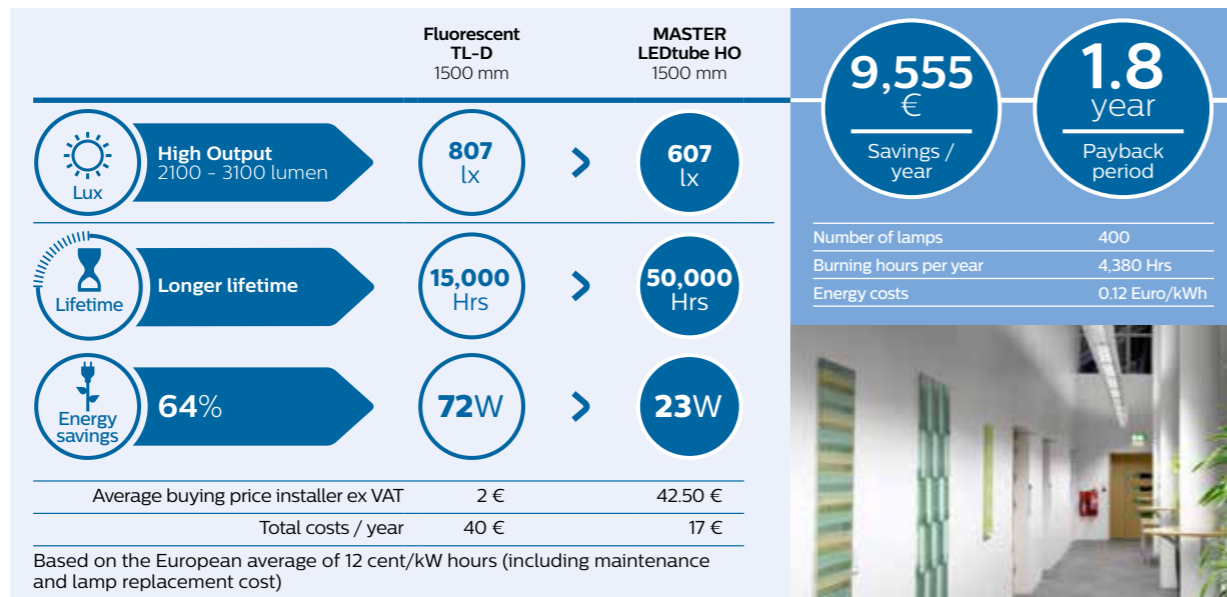 Fluorescent
TL-D
1500 mm
MASTER
LEDtube HO
1500 mm
Lux
High Output
2100 - 3100 lumen
807
lx
>
607
lx
Lifetime
Longer lifetime
15,000
Hrs
>
50,000
Hrs
Energy
savings
64%
72W
>
23W
Average buying price installer ex VAT 2 € 42.50 €
Total costs / year 40 € 17 €
Based on the European average of 12 cent/kW hours (including maintenance
and lamp replacement cost)
9,555
€
Savings /
year
1.8
year
Payback
period
Number of lamps 400
Burning hours per year 4,380 Hrs
Energy costs 0.12 Euro/kWh